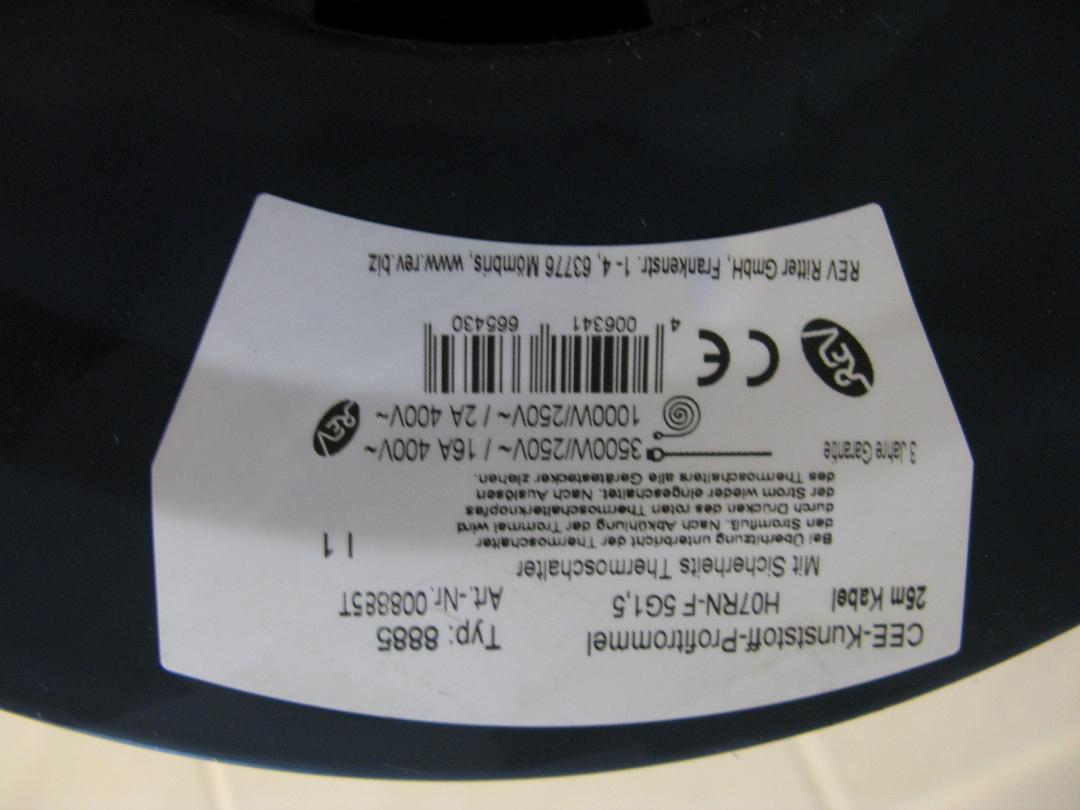 CEE-Kunststoff-Profitrommel Typ: 8885
25m Kabel H07RN-F 5G1,5 Art.-Nr.008885T
Mit Sicherheits Thermoschalter
I 1
Bei Überhitzung unterbricht der Thermoschalter
den Stromfluß. Nach Abkühlung der Trommel wird
durch Drücken des roten Thermoschalterknopfes
der Strom wieder eingeschaltet. Nach Auslösen
des Thermoschalters alle Gerätestecker ziehen.
3 Jahre Garantie
3500W/250V~ / 16A 400V~
1000W/250V~ / 2A 400V~
REV
REV
CE
4 006341 665430
REV Ritter GmbH, Frankenstr. 1-4, 63776 Mömbris, www.rev.biz